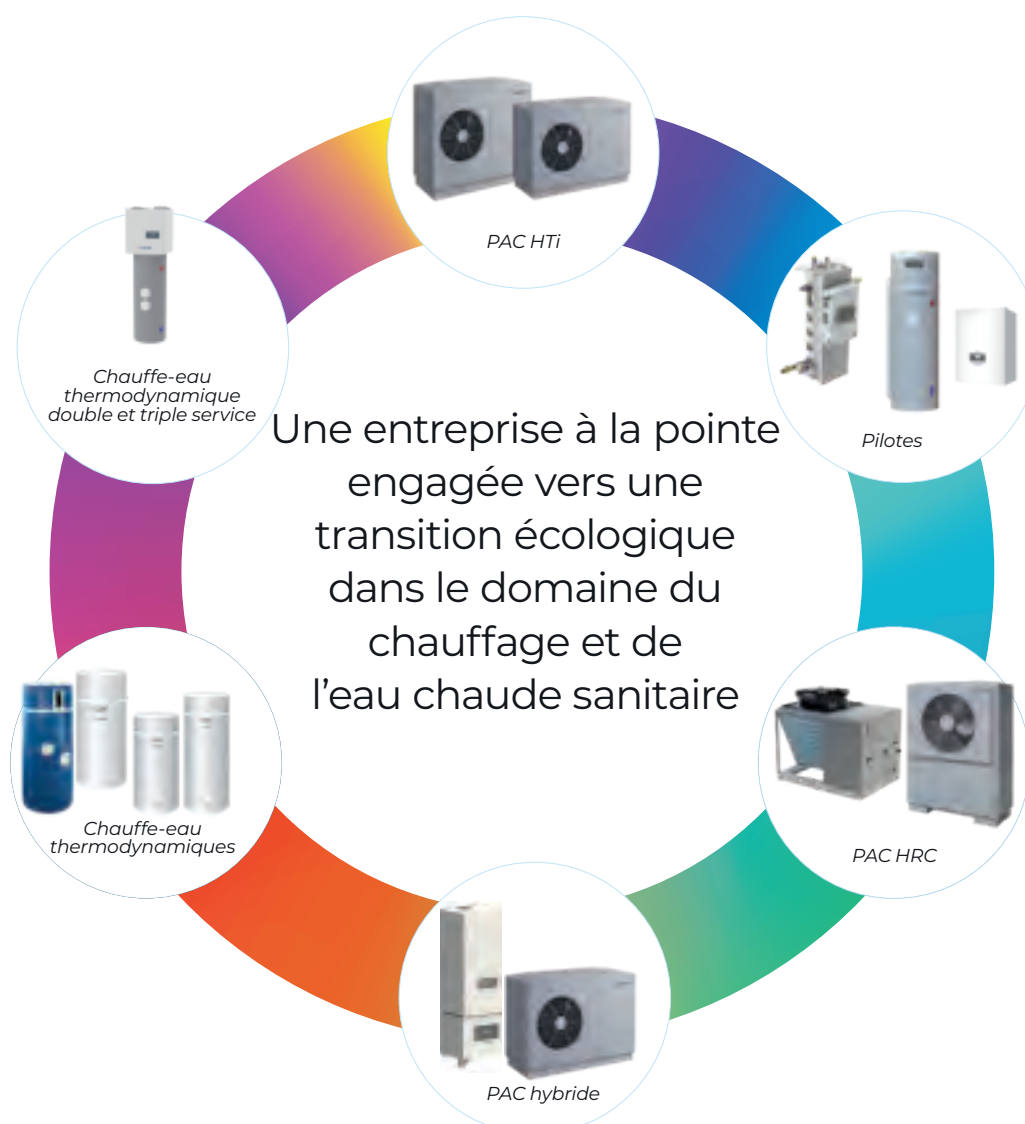 PAC HTi
Chauffe-eau
thermodynamique
double et triple service
Pilotes
Une entreprise à la pointe
engagée vers une
transition écologique
dans le domaine du
chauffage et de
l’eau chaude sanitaire
Chauffe-eau
thermodynamiques
PAC HRC
PAC hybride